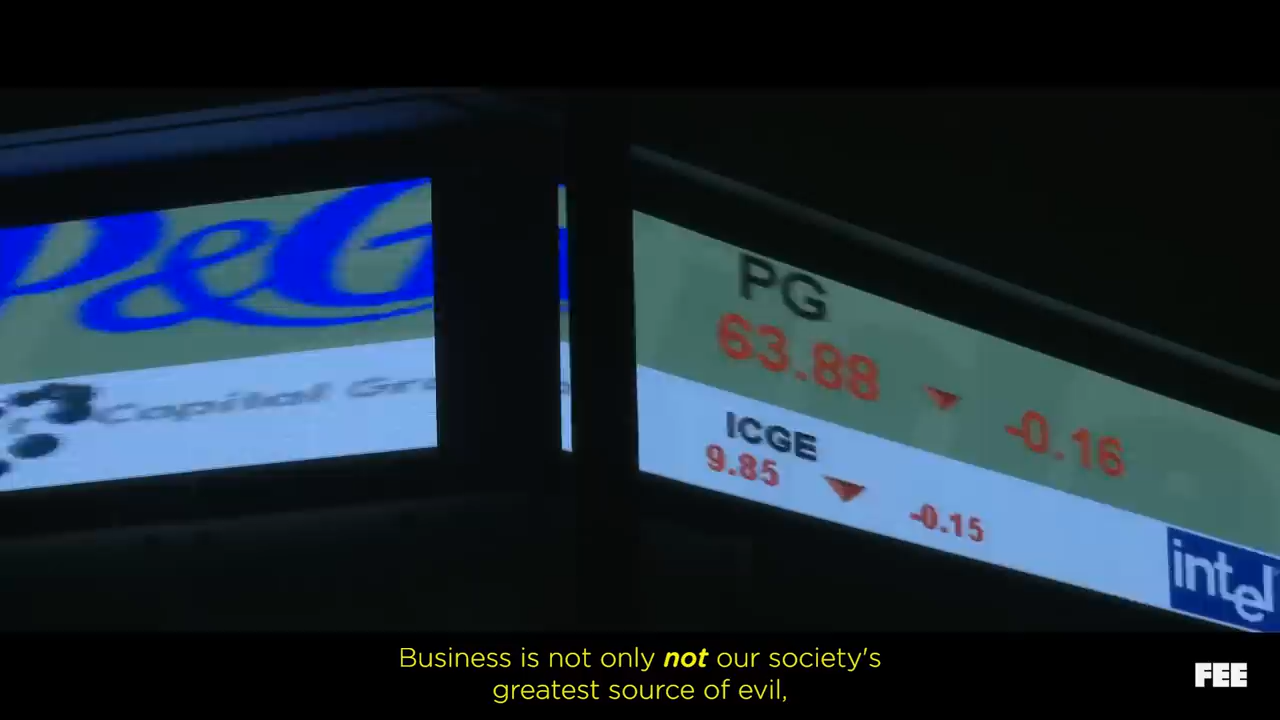 P&G
Capital Gr
PG
63.88 ▼ -0.16
ICGE
9.85 ▼ -0.15
intel
Business is not only not our society's
greatest source of evil,
FEE